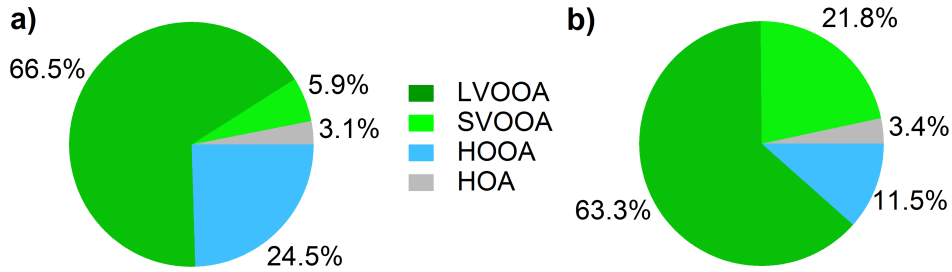 a)
66.5%
5.9%
3.1%
24.5%
LVOOA
SVOOA
HOOA
HOA
b)
21.8%
3.4%
11.5%
63.3%